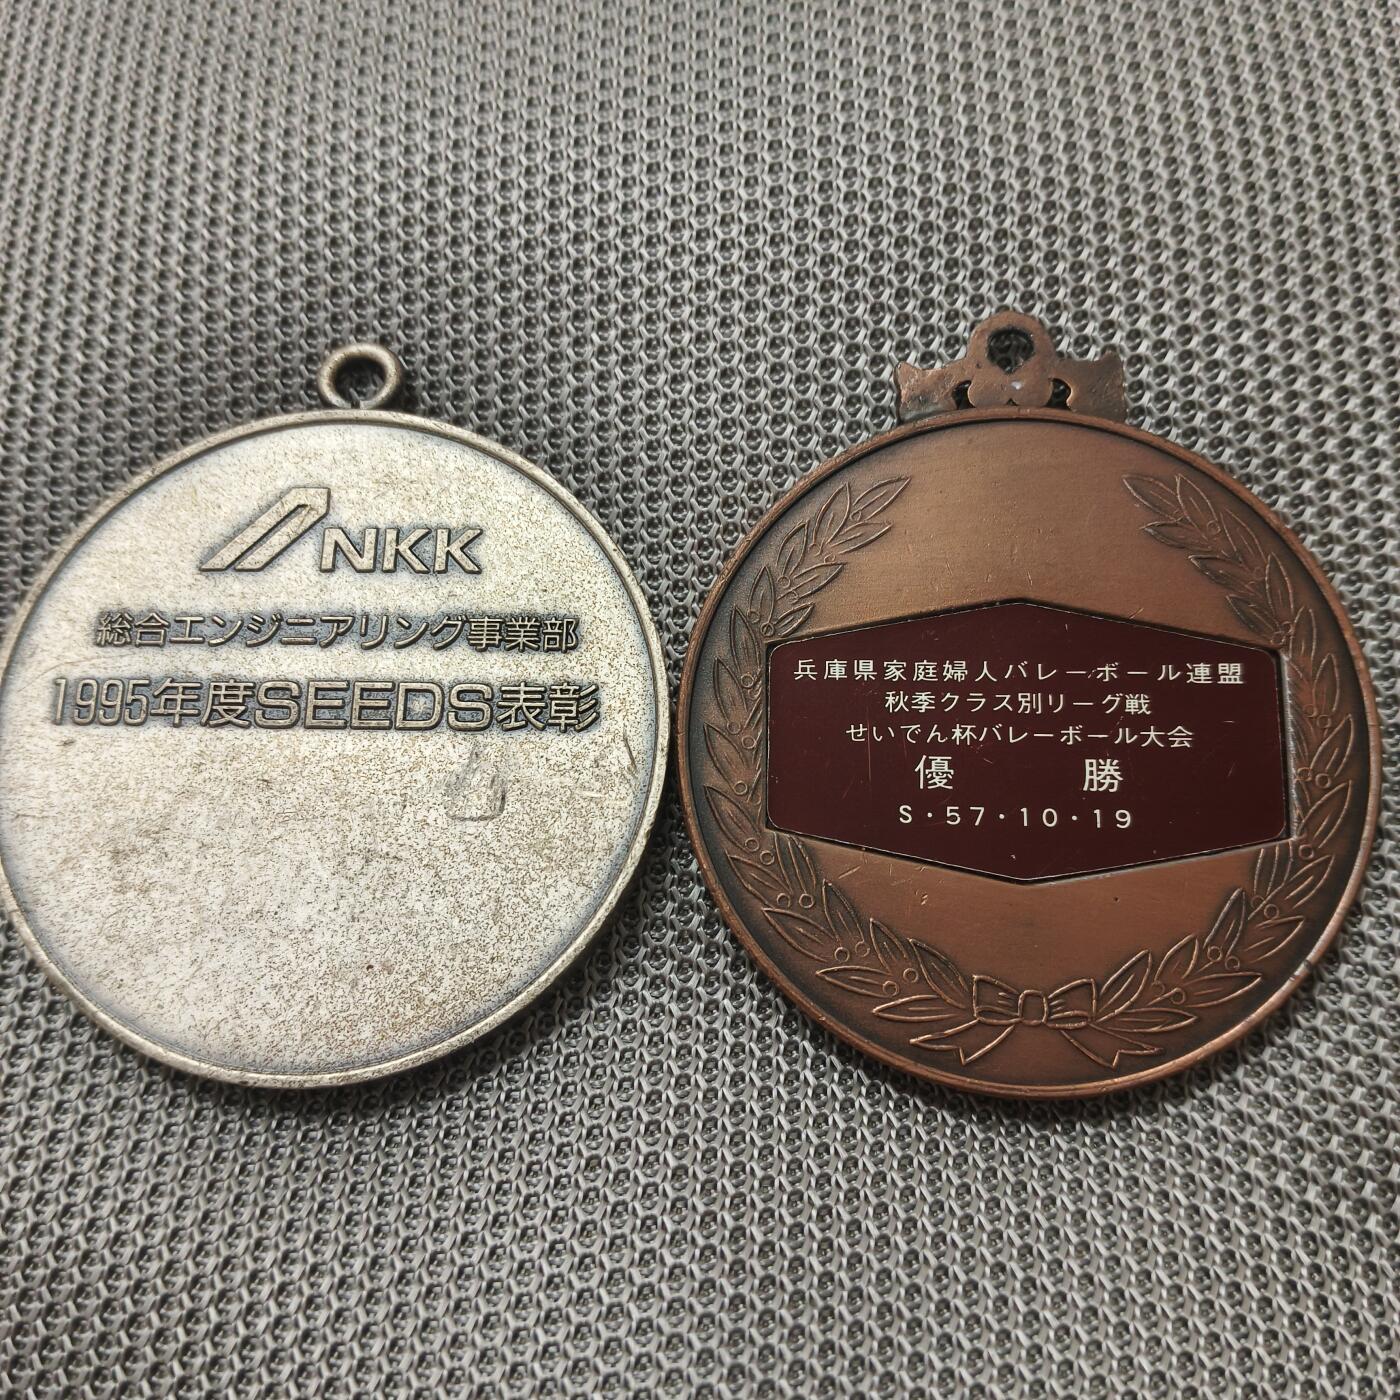 NKK
総合エンジニアリング事業部
1995年度SEEDS表彰
兵庫県家庭婦人バレーボール連盟
秋季クラス別リーグ戦
せいでん杯バレーボール大会
優勝
S・57・10・19